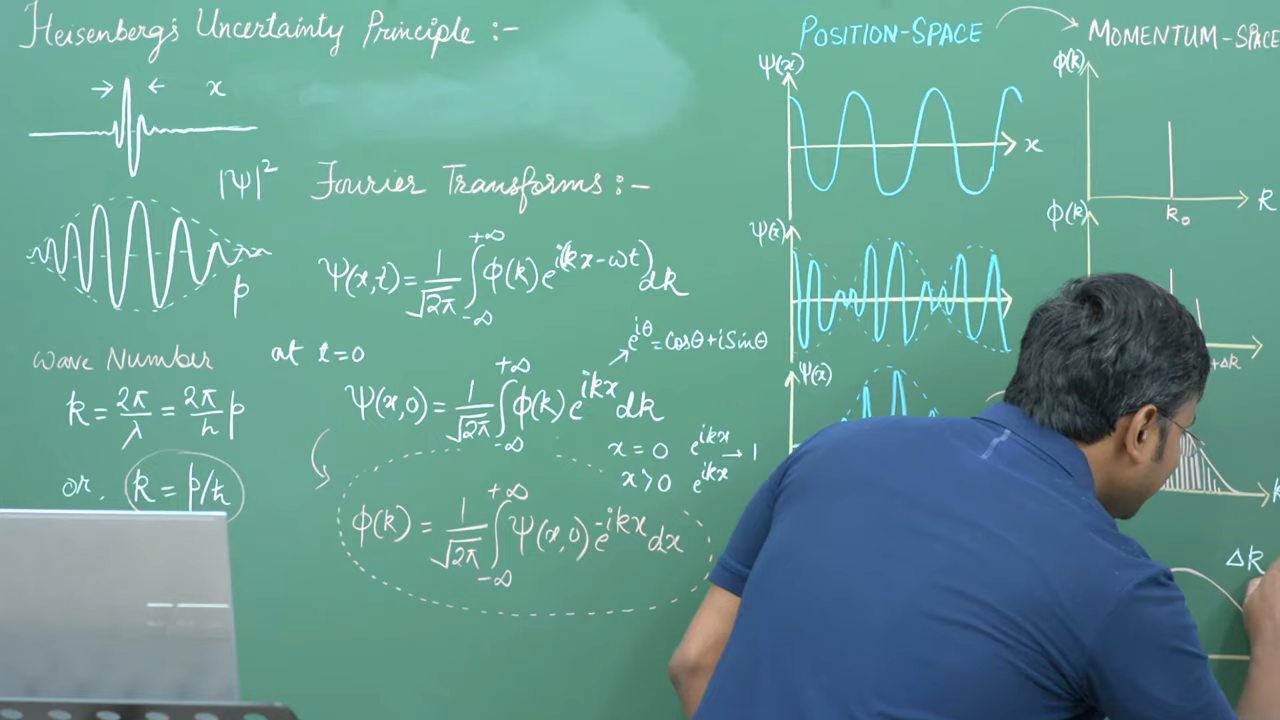 Heisenberg's Uncertainty Principle :-
→ ← x
|Ψ|²
p
Wave Number
k = 2π/λ = 2π/h p
or, k = p/ħ
Fourier Transforms :-
Ψ(x,t) = 1/√2π ∫_{-∞}^{+∞} ϕ(k) e^{i(kx-ωt)} dk
at t=0
e^{iθ} = Cosθ + i Sinθ
Ψ(x,0) = 1/√2π ∫_{-∞}^{+∞} ϕ(k) e^{ikx} dk
x = 0 e^{ikx} → 1
x > 0 e^{ikx}
ϕ(k) = 1/√2π ∫_{-∞}^{+∞} Ψ(x,0) e^{-ikx} dx
POSITION-SPACE
Ψ(x)
x
Ψ(x)
Ψ(x)
MOMENTUM-SPACE
ϕ(k)
k
k₀
ϕ(k)
+Δk
k
Δk